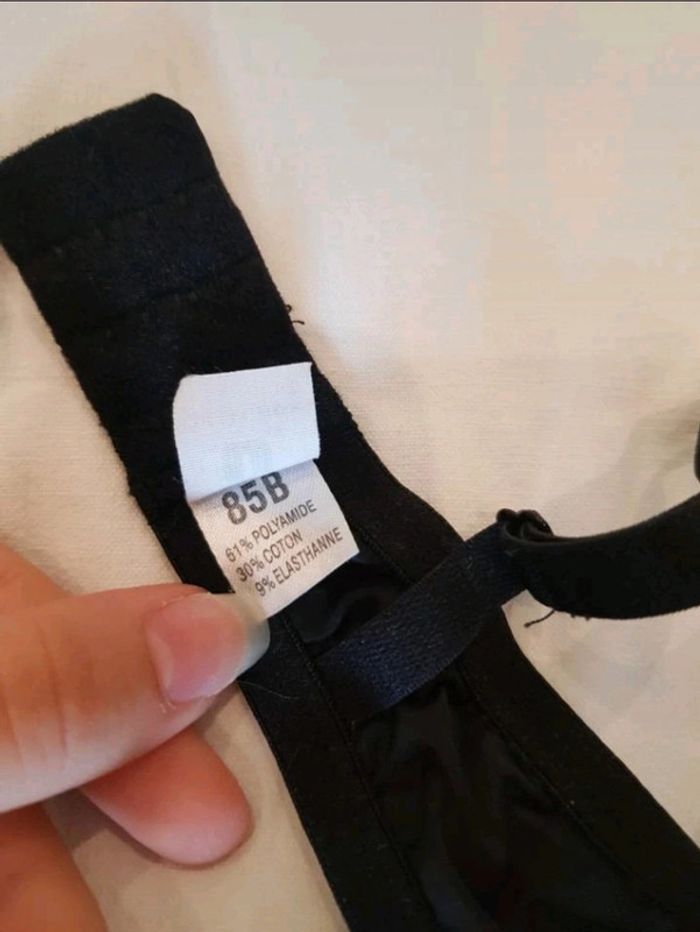 85B
61% POLYAMIDE
30% COTON
9% ELASTHANNE